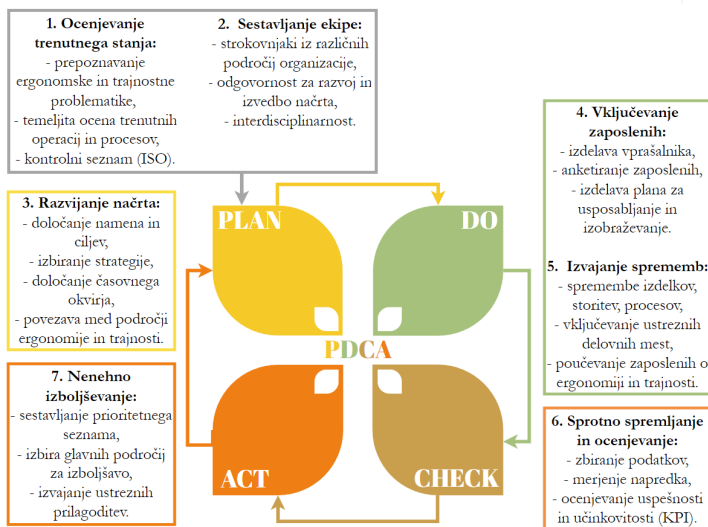 1. Ocenjevanje
trenutnega stanja:
- prepoznavanje
ergonomske in trajnostne
problematike,
- temeljita ocena trenutnih
operacij in procesov,
- kontrolni seznam (ISO).
2. Sestavljanje ekipe:
- strokovnjaki iz različnih
področij organizacije,
- odgovornost za razvoj in
izvedbo načrta,
- interdisciplinarnost.
3. Razvijanje načrta:
- določanje namena in
ciljev,
- izbiranje strategije,
- določanje časovnega
okvirja,
- povezava med področji
ergonomije in trajnosti.
4. Vključevanje
zaposlenih:
- izdelava vprašalnika,
- anketiranje zaposlenih,
- izdelava plana za
usposabljanje in
izobraževanje.
5. Izvajanje sprememb:
- spremembe izdelkov,
storitev, procesov,
- vključevanje ustreznih
delovnih mest,
- poučevanje zaposlenih o
ergonomiji in trajnosti.
PLAN
DO
PDCA
ACT
CHECK
7. Nenehno
izboljševanje:
- sestavljanje prioritetnega
seznama,
- izbira glavnih področij
za izboljšavo,
- izvajanje ustreznih
prilagoditev.
6. Sprotno spremljanje
in ocenjevanje:
- zbiranje podatkov,
- merjenje napredka,
- ocenjevanje uspešnosti
in učinkovitosti (KPI).